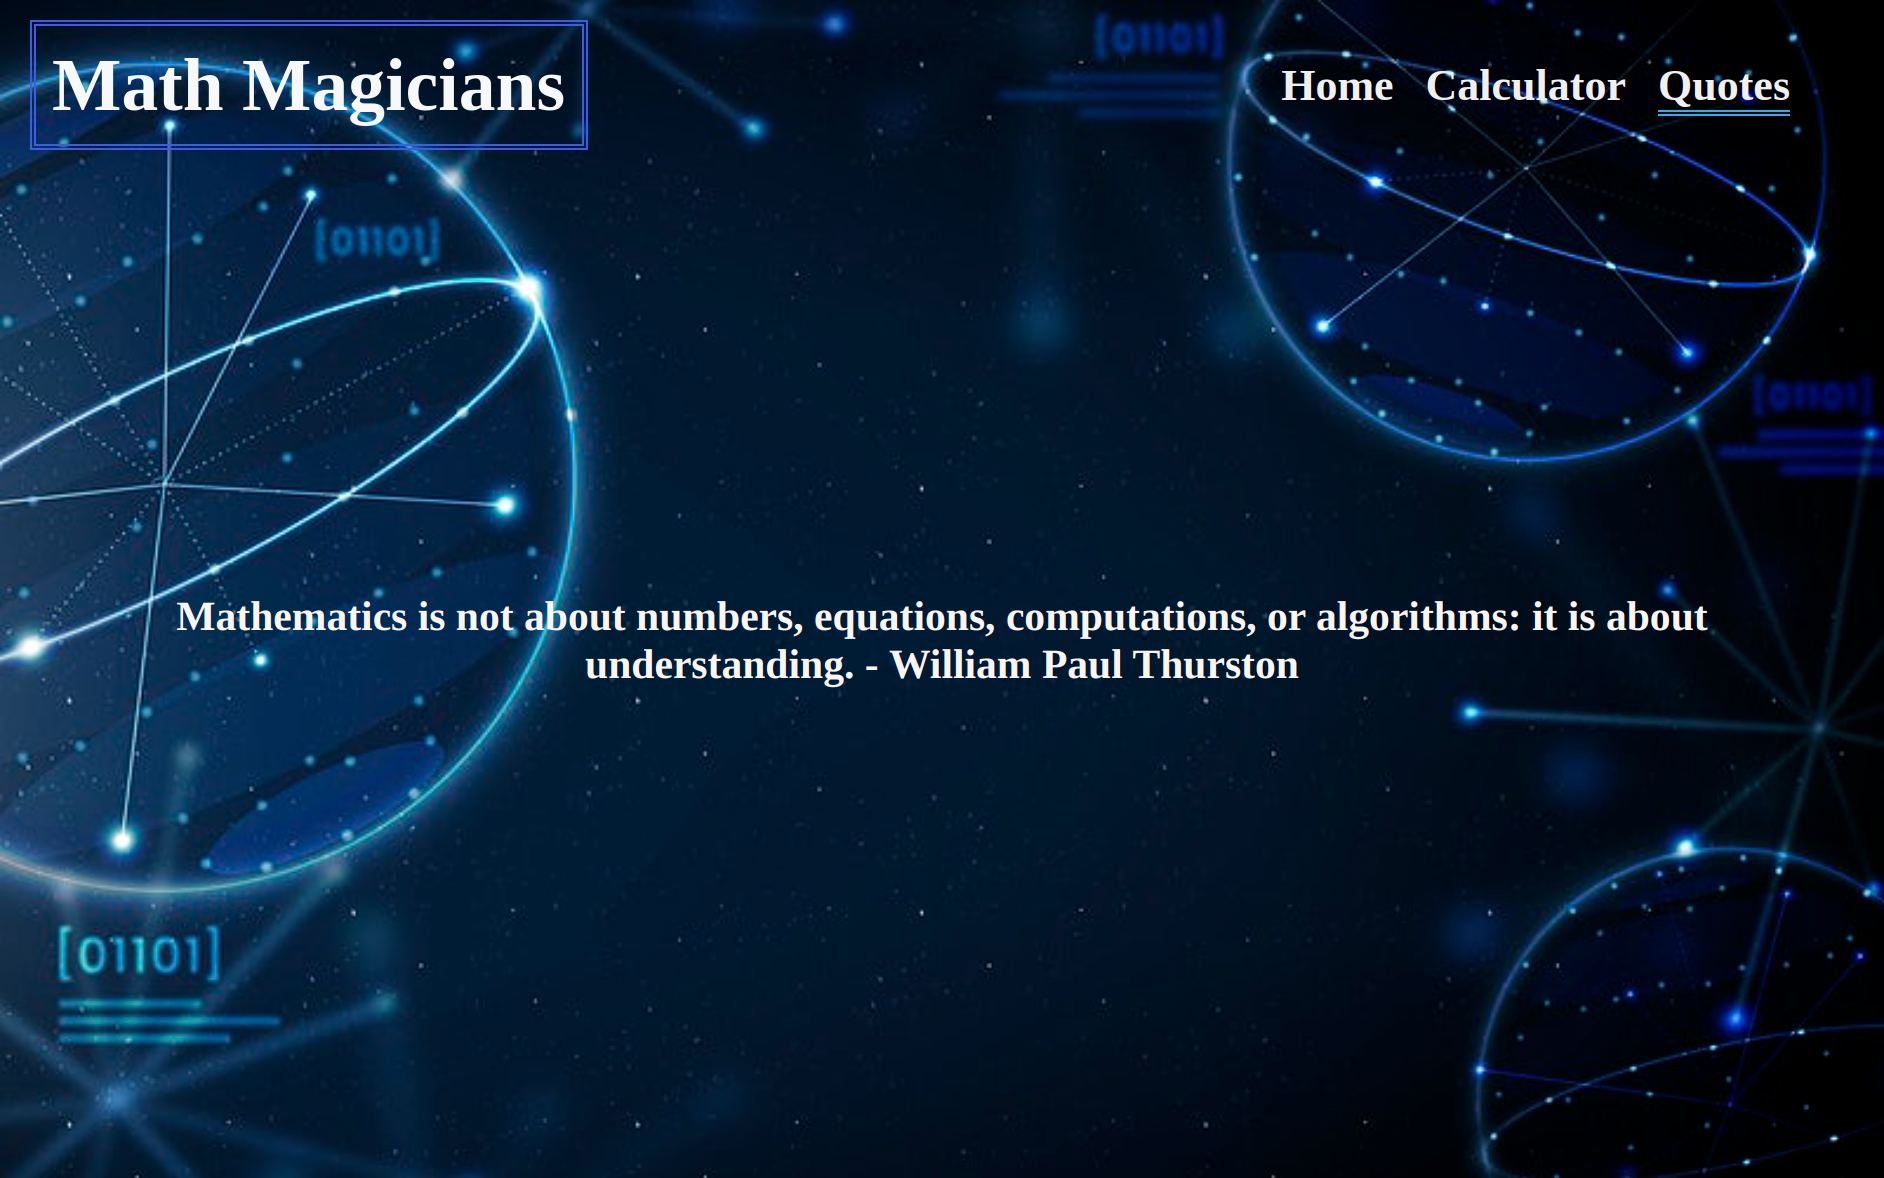 Math Magicians
Home Calculator Quotes
[01101]
[01101]
[01101]
Mathematics is not about numbers, equations, computations, or algorithms: it is about
understanding. - William Paul Thurston
[01101]